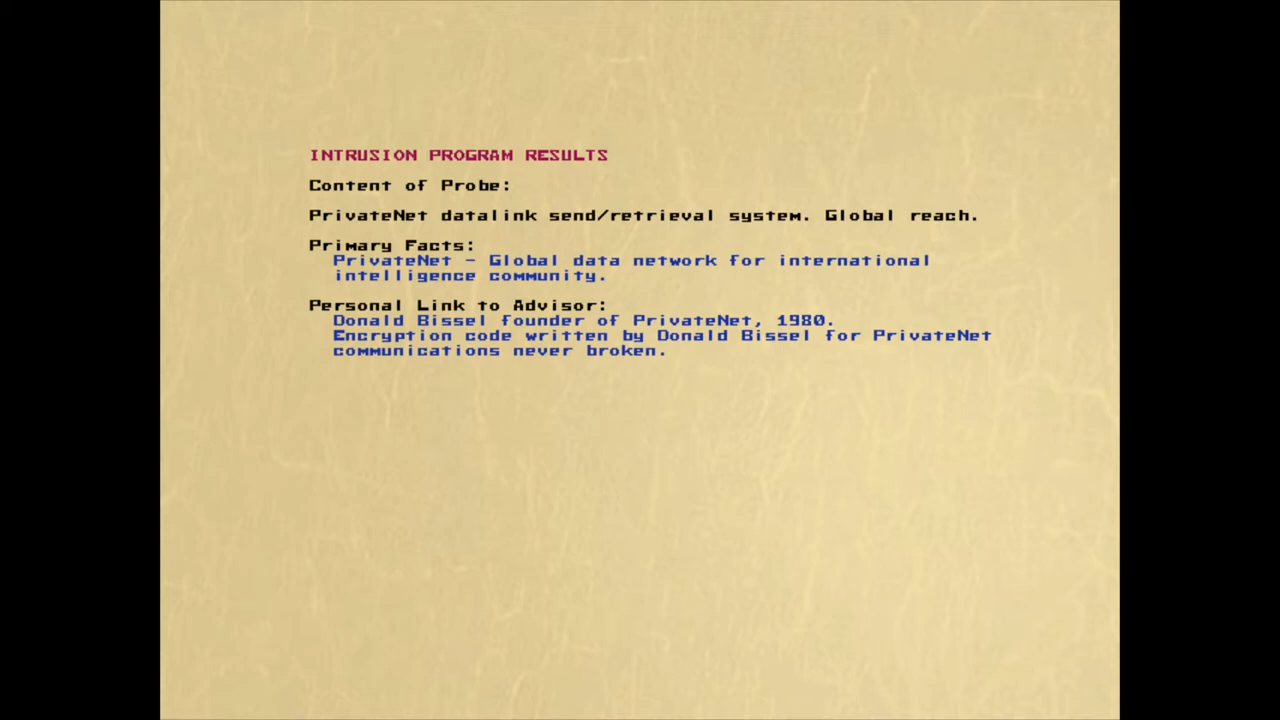 INTRUSION PROGRAM RESULTS
Content of Probe:
PrivateNet datalink send/retrieval system. Global reach.
Primary Facts:
PrivateNet - Global data network for international
intelligence community.
Personal Link to Advisor:
Donald Bissel founder of PrivateNet, 1980.
Encryption code written by Donald Bissel for PrivateNet
communications never broken.